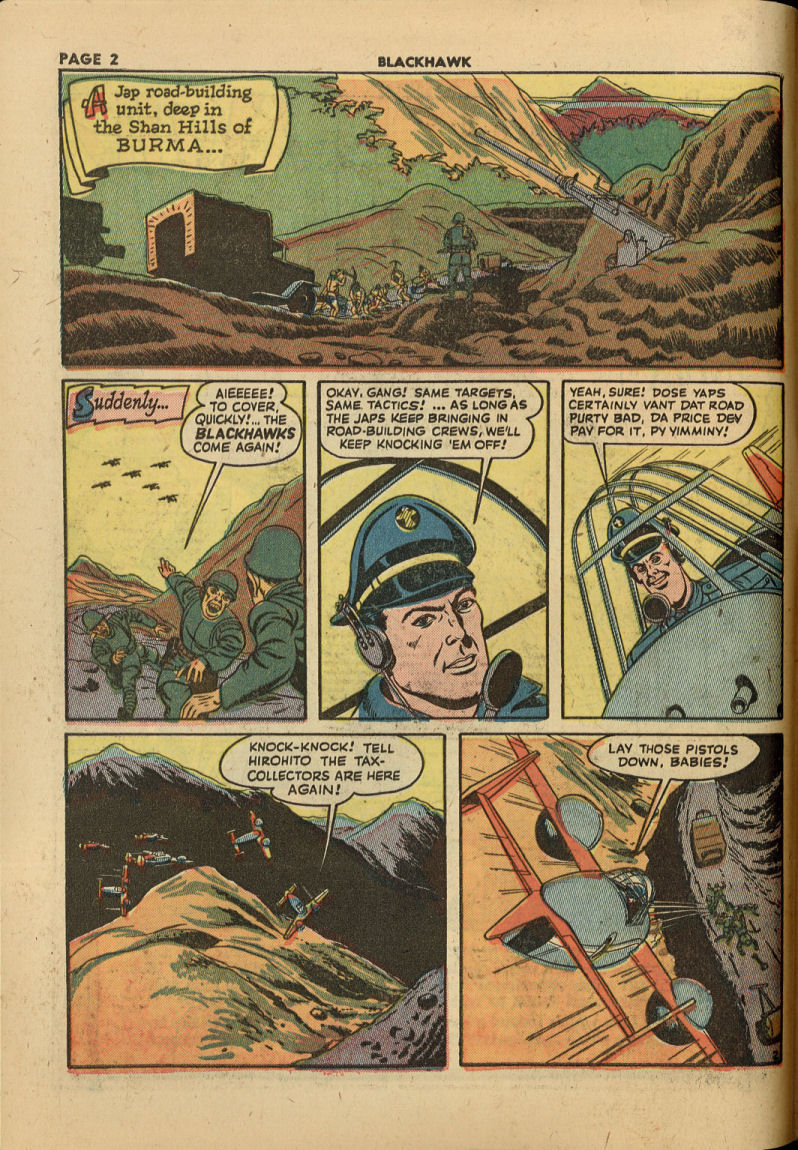 PAGE 2
BLACKHAWK
A Jap road-building
unit, deep in
the Shan Hills of
BURMA...
Suddenly...
AIEEEEE!
TO COVER,
QUICKLY!... THE
BLACKHAWKS
COME AGAIN!
OKAY, GANG! SAME TARGETS,
SAME TACTICS! ... AS LONG AS
THE JAPS KEEP BRINGING IN
ROAD-BUILDING CREWS, WE'LL
KEEP KNOCKING 'EM OFF!
YEAH, SURE! DOSE YAPS
CERTAINLY VANT DAT ROAD
PURTY BAD, DA PRICE DEY
PAY FOR IT, PY YIMMINY!
KNOCK-KNOCK! TELL
HIROHITO THE TAX-
COLLECTORS ARE HERE
AGAIN!
LAY THOSE PISTOLS
DOWN, BABIES!
2